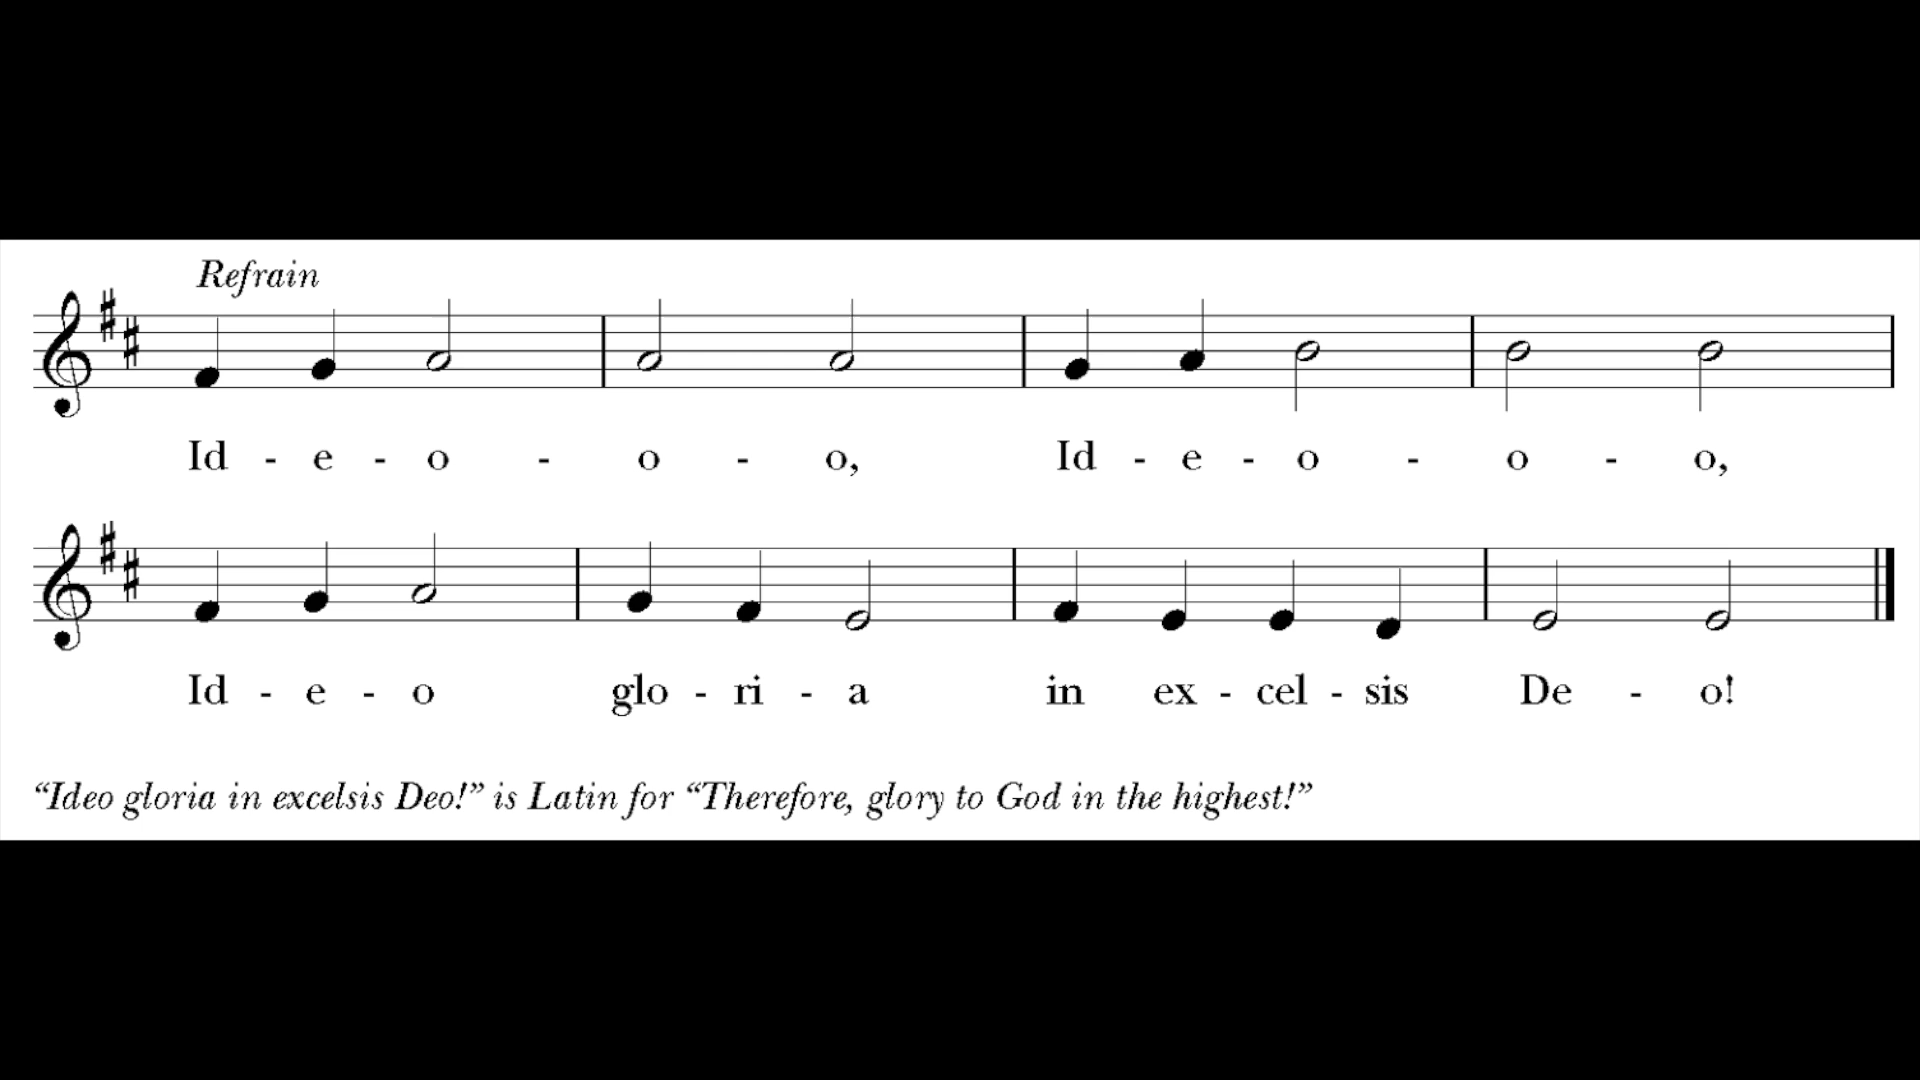 Refrain
Id - e - o - o - o, Id - e - o - o - o,
Id - e - o glo - ri - a in ex - cel - sis De - o!
“Ideo gloria in excelsis Deo!” is Latin for “Therefore, glory to God in the highest!”